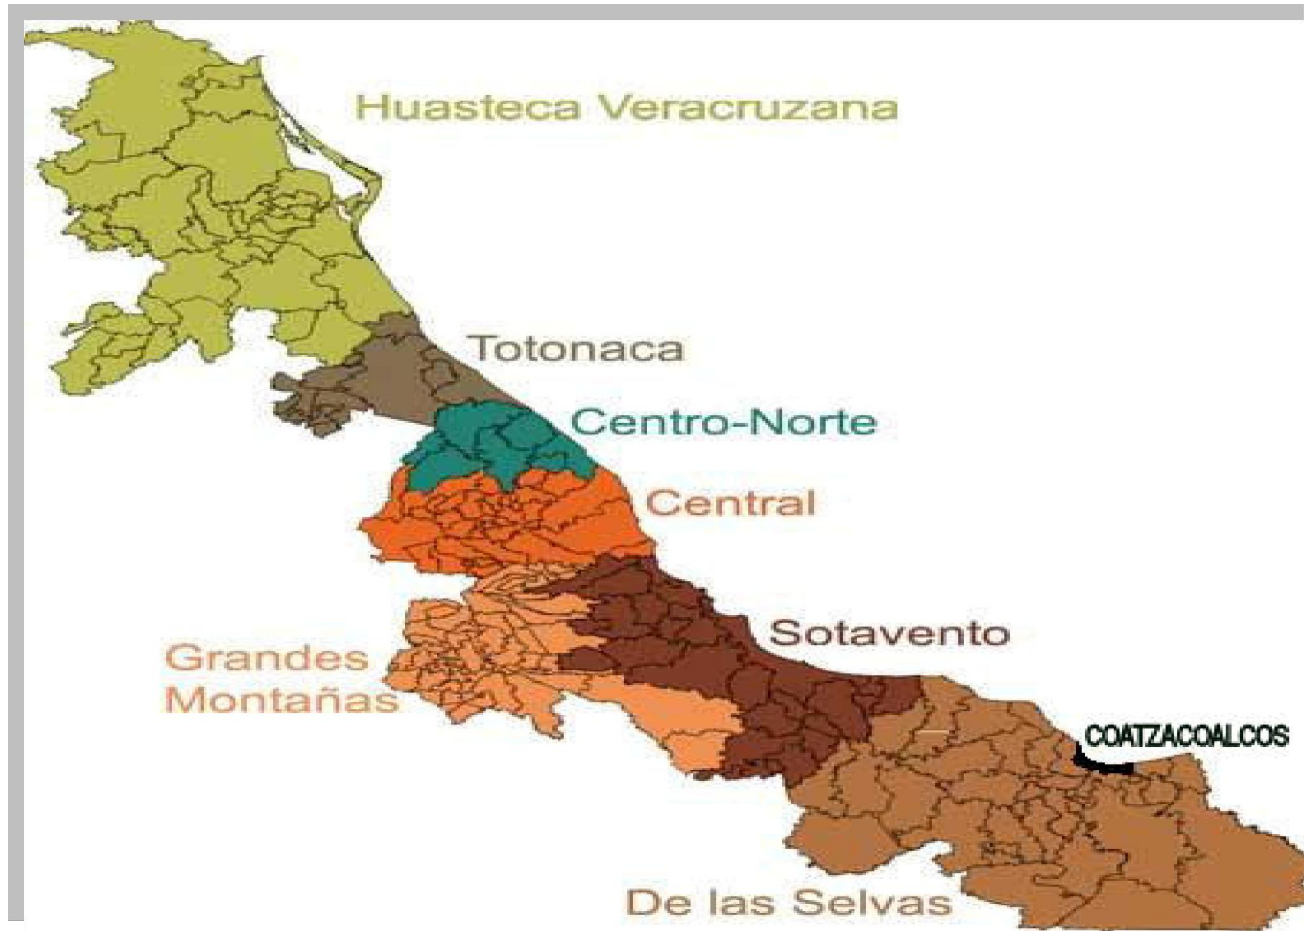 Huasteca Veracruzana
Totonaca
Centro-Norte
Central
Sotavento
Grandes
Montañas
COATZACOALCOS
De las Selvas